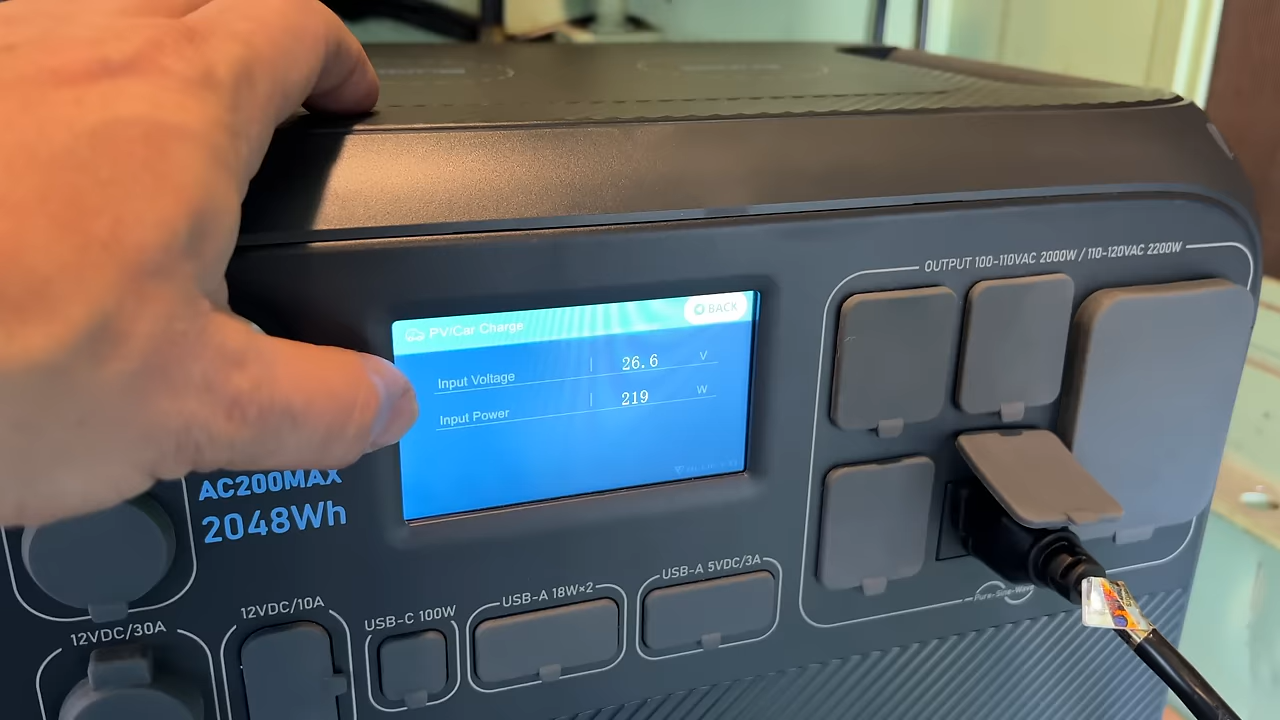 OUTPUT 100-110VAC 2000W / 110-120VAC 2200W
PV/Car Charge
BACK
Input Voltage | 26.6 V
Input Power | 219 W
AC200MAX
2048Wh
12VDC/30A
12VDC/10A
USB-C 100W
USB-A 18W×2
USB-A 5VDC/3A
Pure-Sine-Wave